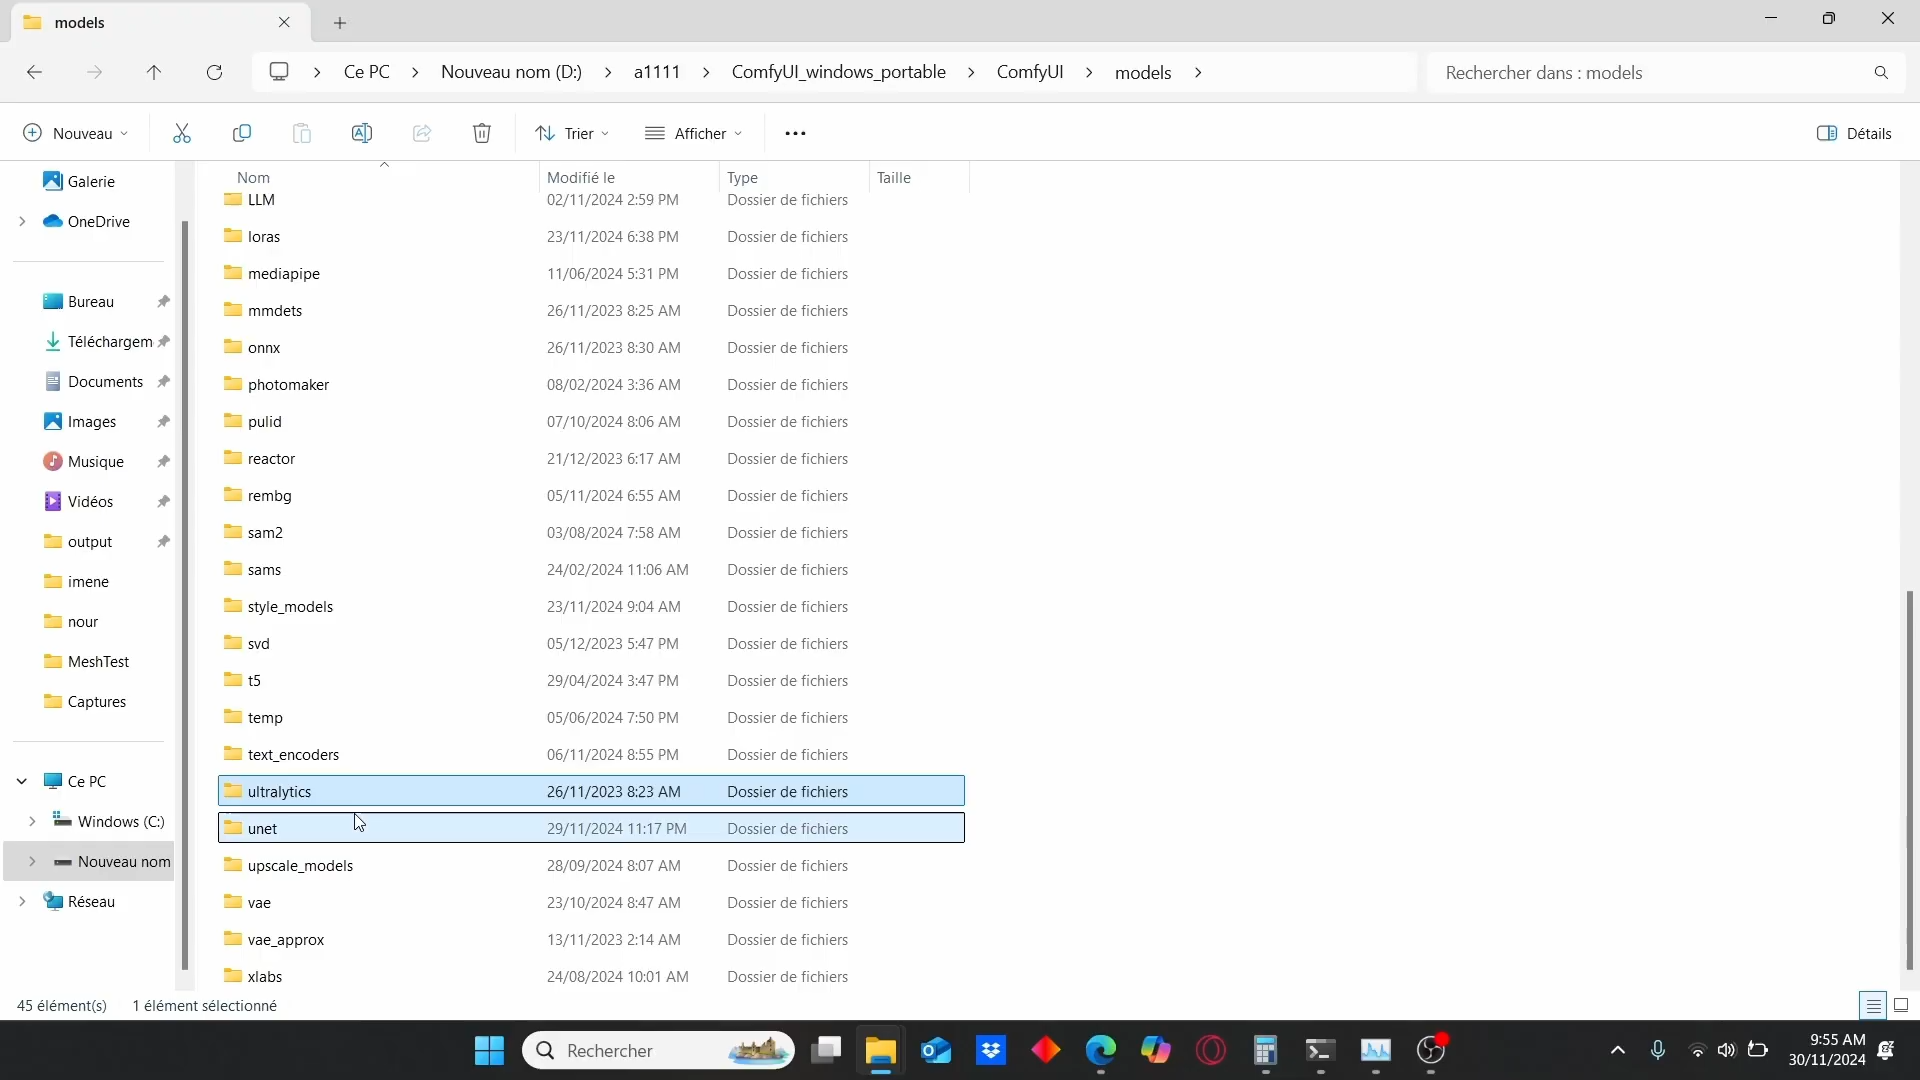 models
Ce PC
Nouveau nom (D:)
a1111
ComfyUI_windows_portable
ComfyUI
models
Rechercher dans : models
Nouveau
Trier
Afficher
Détails
Nom
Modifié le
Type
Taille
LLM 02/11/2024 2:59 PM Dossier de fichiers
loras 23/11/2024 6:38 PM Dossier de fichiers
mediapipe 11/06/2024 5:31 PM Dossier de fichiers
mmdets 26/11/2023 8:25 AM Dossier de fichiers
onnx 26/11/2023 8:30 AM Dossier de fichiers
photomaker 08/02/2024 3:36 AM Dossier de fichiers
pulid 07/10/2024 8:06 AM Dossier de fichiers
reactor 21/12/2023 6:17 AM Dossier de fichiers
rembg 05/11/2024 6:55 AM Dossier de fichiers
sam2 03/08/2024 7:58 AM Dossier de fichiers
sams 24/02/2024 11:06 AM Dossier de fichiers
style_models 23/11/2024 9:04 AM Dossier de fichiers
svd 05/12/2023 5:47 PM Dossier de fichiers
t5 29/04/2024 3:47 PM Dossier de fichiers
temp 05/06/2024 7:50 PM Dossier de fichiers
text_encoders 06/11/2024 8:55 PM Dossier de fichiers
ultralytics 26/11/2023 8:23 AM Dossier de fichiers
unet 29/11/2024 11:17 PM Dossier de fichiers
upscale_models 28/09/2024 8:07 AM Dossier de fichiers
vae 23/10/2024 8:47 AM Dossier de fichiers
vae_approx 13/11/2023 2:14 AM Dossier de fichiers
xlabs 24/08/2024 10:01 AM Dossier de fichiers
Galerie
OneDrive
Bureau
Téléchargem
Documents
Images
Musique
Vidéos
output
imene
nour
MeshTest
Captures
Ce PC
Windows (C:)
Nouveau nom
Réseau
45 élément(s) 1 élément sélectionné
Rechercher
9:55 AM
30/11/2024